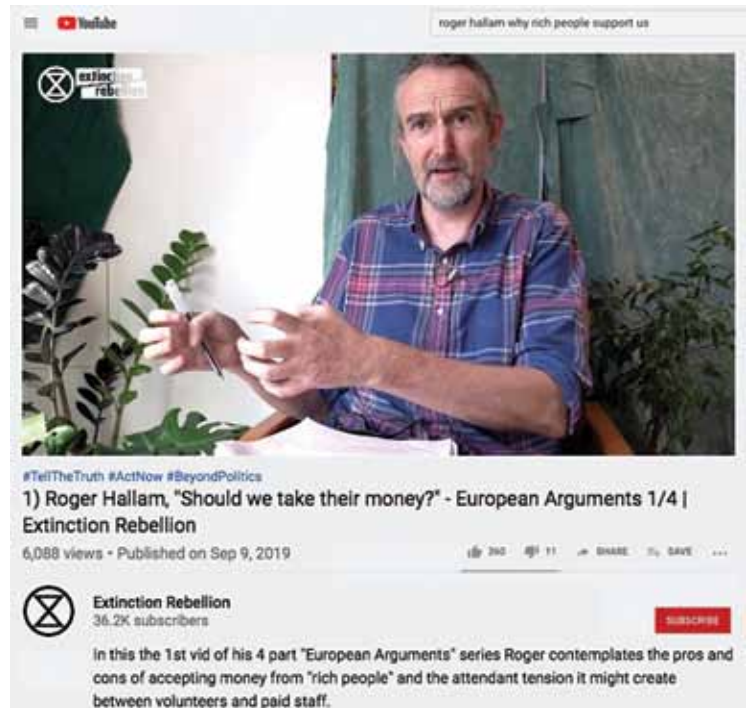 YouTube
roger hallam why rich people support us
extinction
rebellion
#TellTheTruth #ActNow #BeyondPolitics
1) Roger Hallam, "Should we take their money?" - European Arguments 1/4 |
Extinction Rebellion
6,088 views • Published on Sep 9, 2019
360
11
SHARE
SAVE
Extinction Rebellion
36.2K subscribers
SUBSCRIBE
In this the 1st vid of his 4 part "European Arguments" series Roger contemplates the pros and
cons of accepting money from "rich people" and the attendant tension it might create
between volunteers and paid staff.